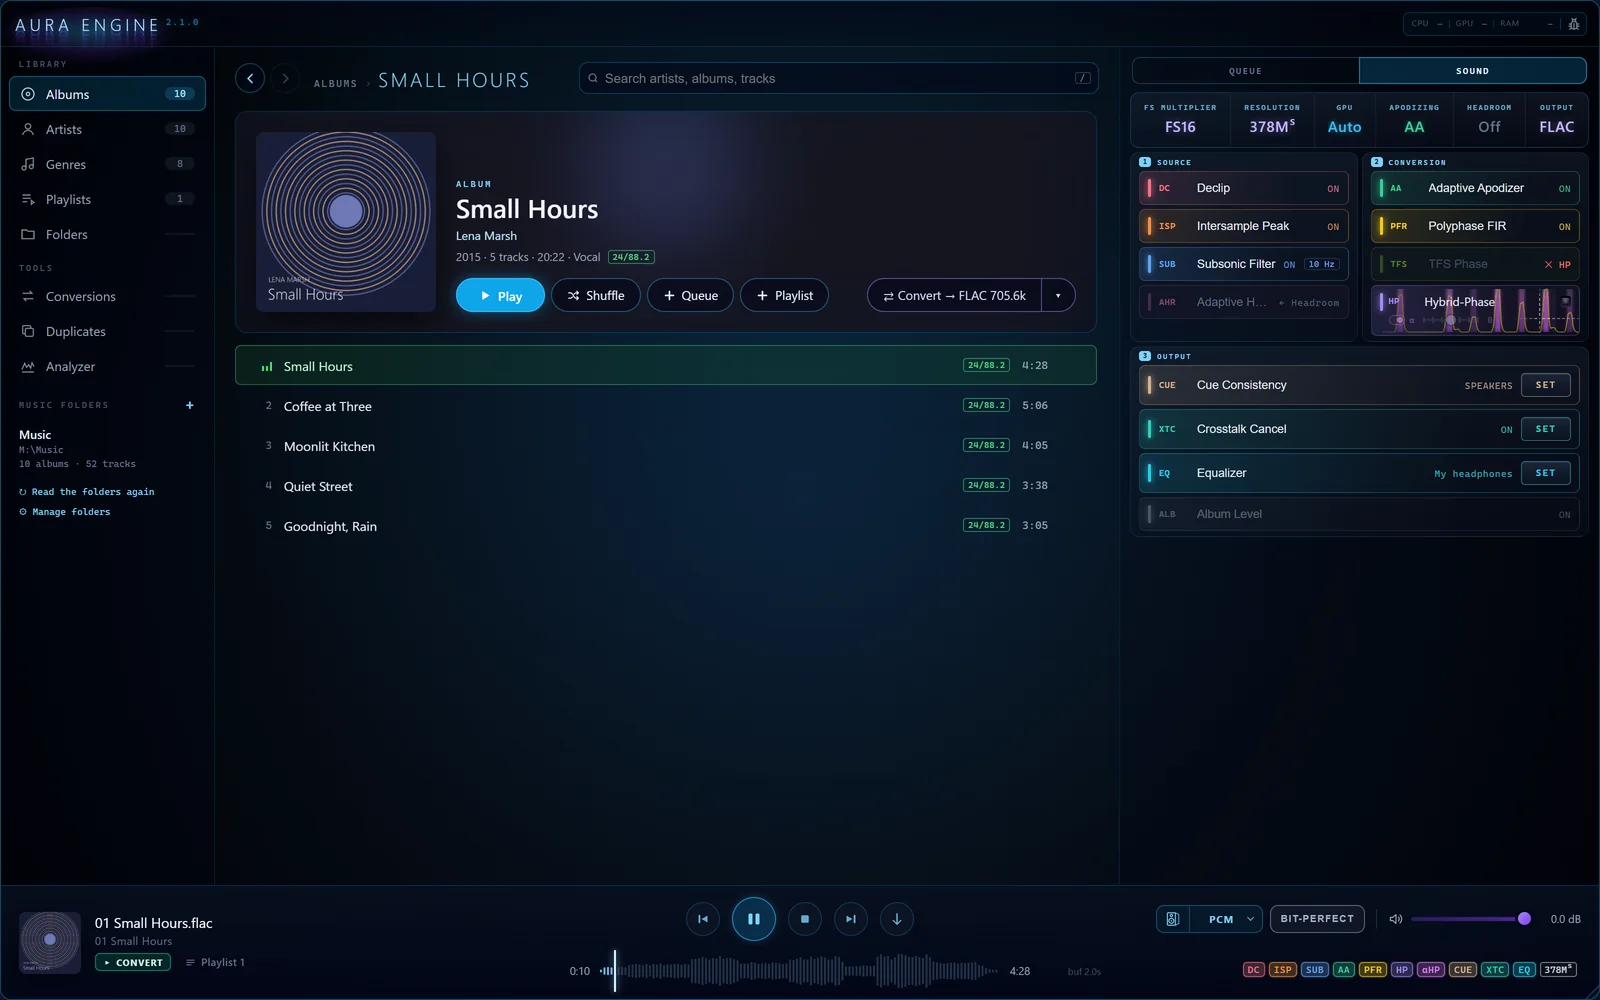 AURA ENGINE 2.1.0
CPU – | GPU – | RAM –
LIBRARY
Albums 10
Artists 10
Genres 8
Playlists 1
Folders
TOOLS
Conversions
Duplicates
Analyzer
MUSIC FOLDERS +
Music
M:\Music
10 albums · 52 tracks
↻ Read the folders again
⚙ Manage folders
ALBUMS › SMALL HOURS
Search artists, albums, tracks /
LENA MARSH
Small Hours
ALBUM
Small Hours
Lena Marsh
2015 · 5 tracks · 20:22 · Vocal 24/88.2
Play
Shuffle
+ Queue
+ Playlist
⇄ Convert → FLAC 705.6k
Small Hours 24/88.2 4:28
2 Coffee at Three 24/88.2 5:06
3 Moonlit Kitchen 24/88.2 4:05
4 Quiet Street 24/88.2 3:38
5 Goodnight, Rain 24/88.2 3:05
QUEUE
SOUND
FS MULTIPLIER RESOLUTION GPU APODIZING HEADROOM OUTPUT
FS16 378Mˢ Auto AA Off FLAC
1 SOURCE
DC Declip ON
ISP Intersample Peak ON
SUB Subsonic Filter ON 10 Hz
AHR Adaptive H... ← Headroom
2 CONVERSION
AA Adaptive Apodizer ON
PFR Polyphase FIR ON
TFS TFS Phase × HP
HP Hybrid-Phase
3 OUTPUT
CUE Cue Consistency SPEAKERS SET
XTC Crosstalk Cancel ON SET
EQ Equalizer My headphones SET
ALB Album Level ON
01 Small Hours.flac
01 Small Hours
CONVERT
Playlist 1
0:10
4:28
buf 2.0s
PCM
BIT-PERFECT
0.0 dB
DC ISP SUB AA PFR HP αHP CUE XTC EQ 378Mˢ